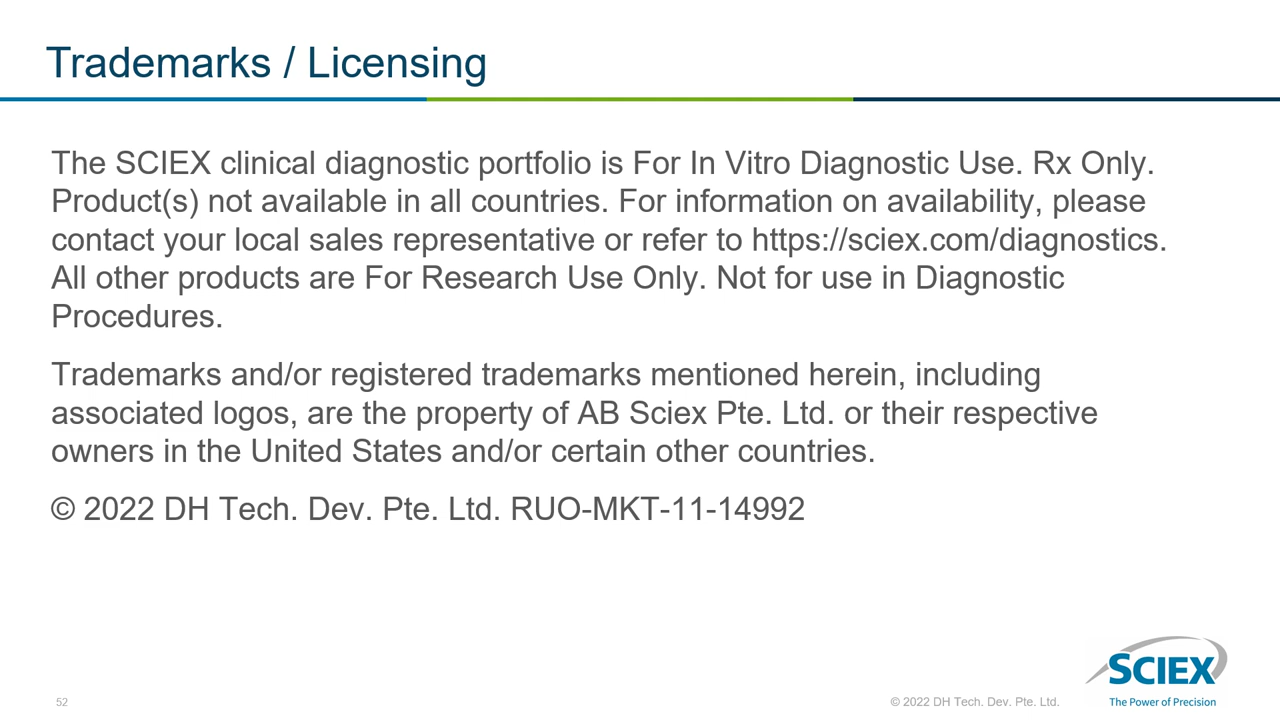 Trademarks / Licensing
The SCIEX clinical diagnostic portfolio is For In Vitro Diagnostic Use. Rx Only.
Product(s) not available in all countries. For information on availability, please
contact your local sales representative or refer to https://sciex.com/diagnostics.
All other products are For Research Use Only. Not for use in Diagnostic
Procedures.
Trademarks and/or registered trademarks mentioned herein, including
associated logos, are the property of AB Sciex Pte. Ltd. or their respective
owners in the United States and/or certain other countries.
© 2022 DH Tech. Dev. Pte. Ltd. RUO-MKT-11-14992
SCIEX
The Power of Precision
52
© 2022 DH Tech. Dev. Pte. Ltd.